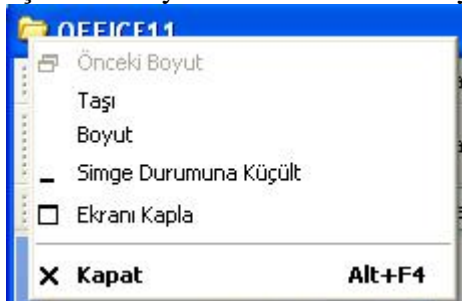 OFFICE11
Önceki Boyut
Taşı
Boyut
Simge Durumuna Küçült
Ekranı Kapla
Kapat Alt+F4